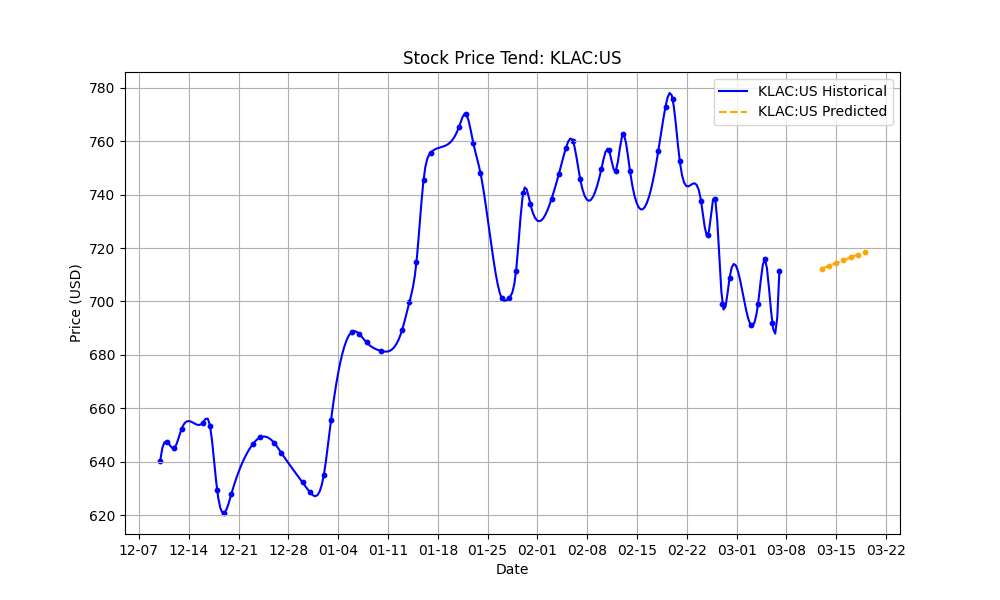 Stock Price Tend: KLAC:US
KLAC:US Historical
KLAC:US Predicted
Price (USD)
780
760
740
720
700
680
660
640
620
12-07 12-14 12-21 12-28 01-04 01-11 01-18 01-25 02-01 02-08 02-15 02-22 03-01 03-08 03-15 03-22
Date